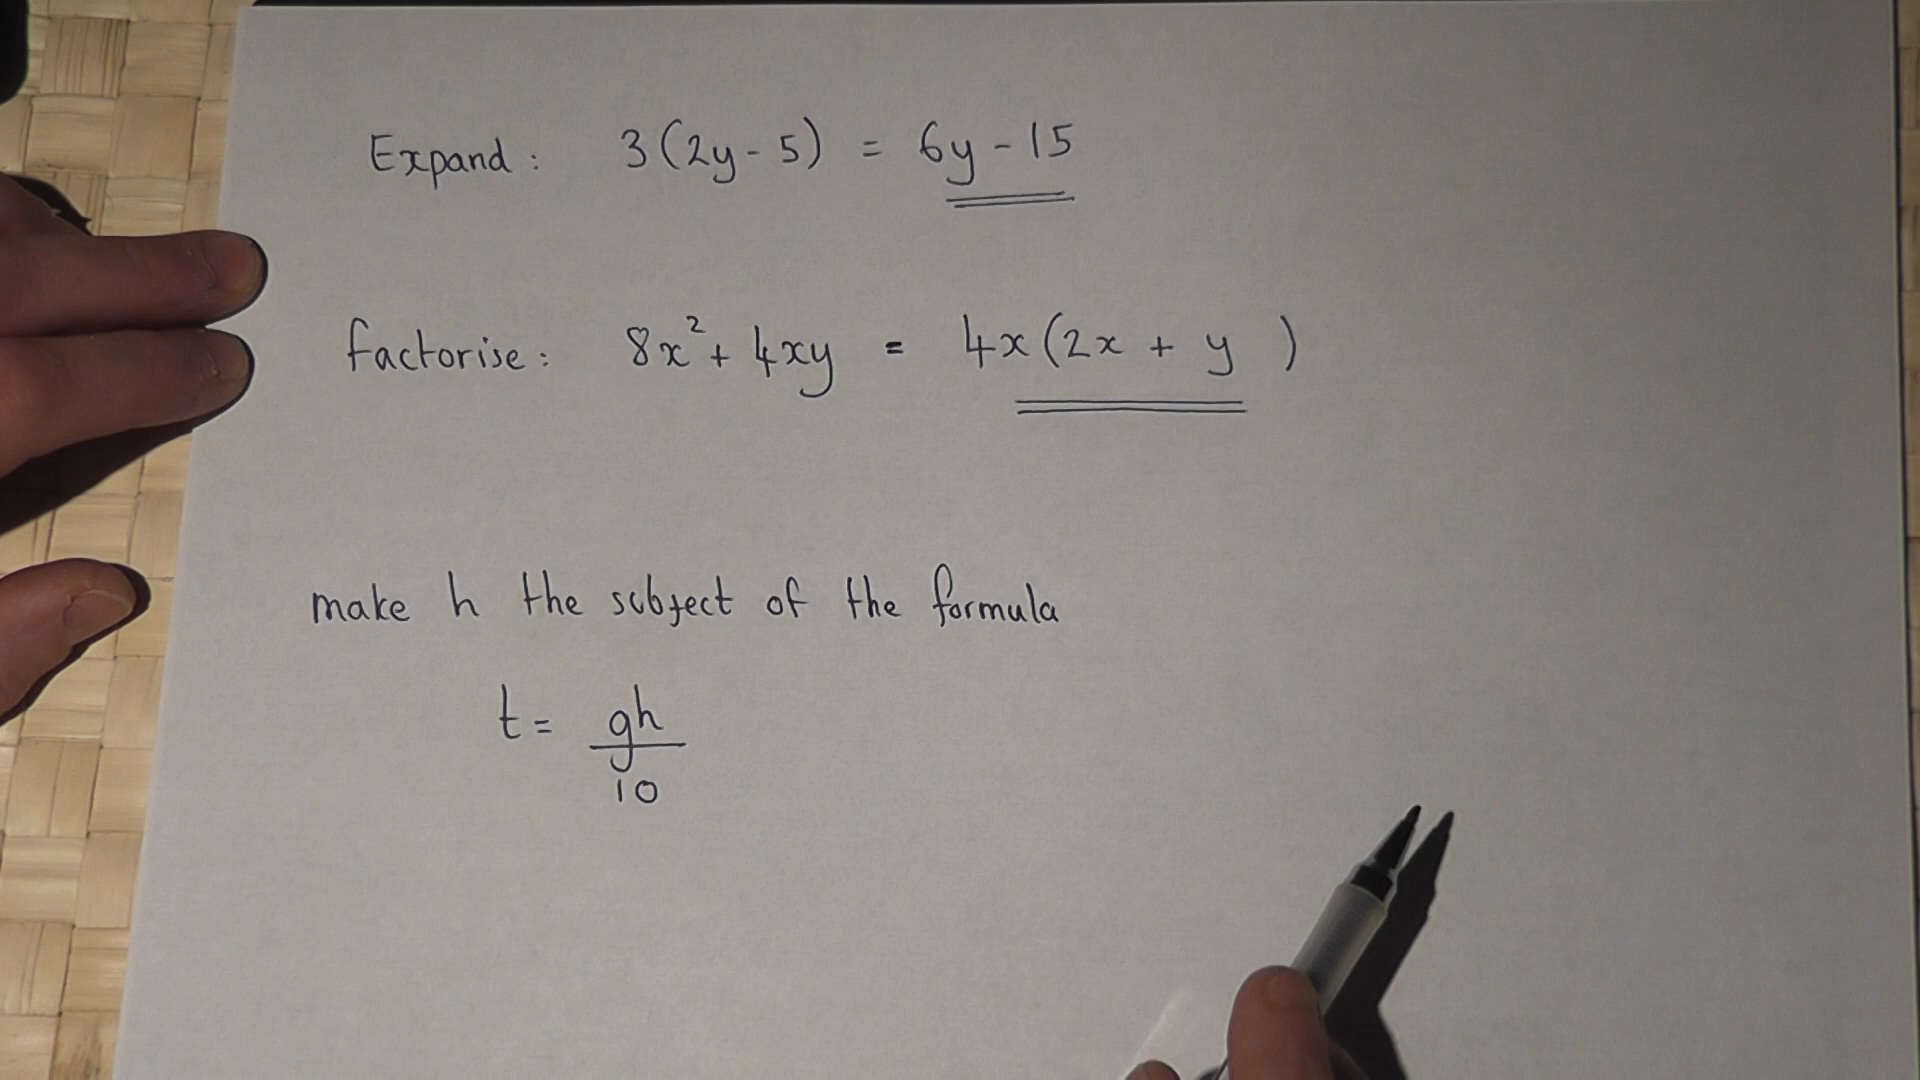 Expand: 3(2y - 5) = 6y - 15
factorise: 8x² + 4xy = 4x(2x + y )
make h the subject of the formula
t = gh
10